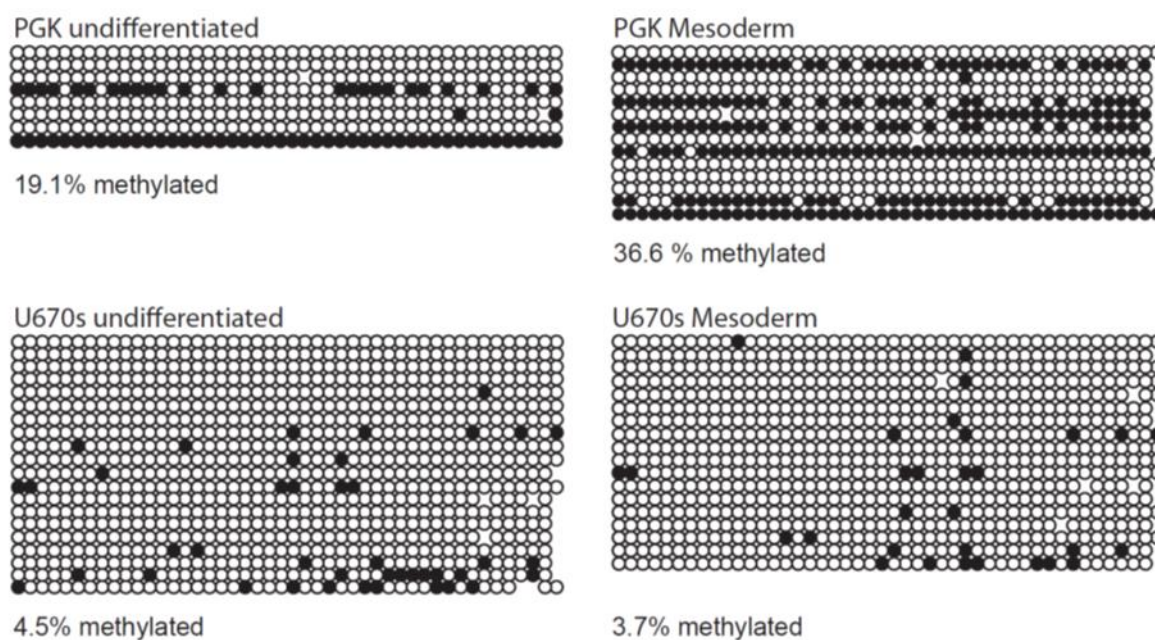 PGK undifferentiated
19.1% methylated
PGK Mesoderm
36.6 % methylated
U670s undifferentiated
4.5% methylated
U670s Mesoderm
3.7% methylated